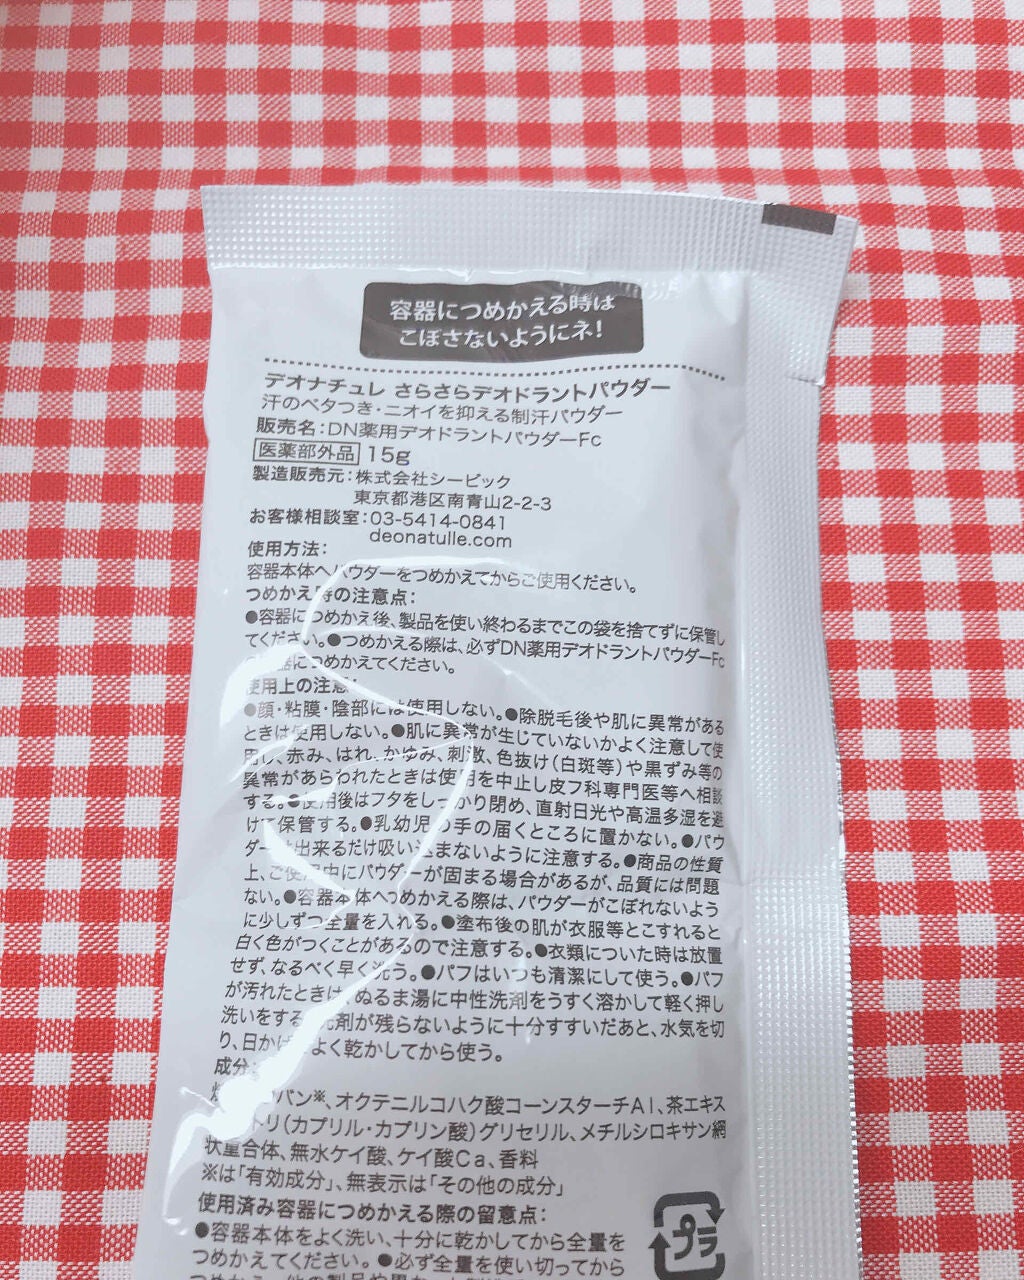 容器につめかえる時は
こぼさないようにネ!
デオナチュレ さらさらデオドラントパウダー
汗のベタつき・ニオイを抑える制汗パウダー
販売名:DN薬用デオドラントパウダーFc
医薬部外品 15g
製造販売元:株式会社シービック
東京都港区南青山2-2-3
お客様相談室:03-5414-0841
deonatulle.com
使用方法:
容器本体へパウダーをつめかえてからご使用ください。
つめかえ時の注意点:
●容器につめかえ後、製品を使い終わるまでこの袋を捨てずに保管し
てください。●つめかえる際は、必ずDN薬用デオドラントパウダーFc
の容器につめかえてください。
使用上の注意:
●顔・粘膜・陰部には使用しない。●除脱毛後や肌に異常がある
ときは使用しない。●肌に異常が生じていないかよく注意して使
用し、赤み、はれ、かゆみ、刺激、色抜け(白斑等)や黒ずみ等の
異常があらわれたときは使用を中止し皮フ科専門医等へ相談
する。●使用後はフタをしっかり閉め、直射日光や高温多湿を避
けて保管する。●乳幼児の手の届くところに置かない。●パウ
ダーは出来るだけ吸い込まないように注意する。●商品の性質
上、ご使用中にパウダーが固まる場合があるが、品質には問題
ない。●容器本体へつめかえる際は、パウダーがこぼれないよう
に少しずつ全量を入れる。●塗布後の肌が衣服等とこすれると
白く色がつくことがあるので注意する。●衣類についた時は放置
せず、なるべく早く洗う。●パフはいつも清潔にして使う。●パフ
が汚れたときは、ぬるま湯に中性洗剤をうすく溶かして軽く押し
洗いをする。洗剤が残らないように十分すすいだあと、水気を切
り、日かげでよく乾かしてから使う。
成分:
バン※、オクテニルコハク酸コーンスターチAl、茶エキス
トリ(カプリル・カプリン酸)グリセリル、メチルシロキサン網
状重合体、無水ケイ酸、ケイ酸Ca、香料
※は「有効成分」、無表示は「その他の成分」
使用済み容器につめかえる際の留意点:
●容器本体をよく洗い、十分に乾かしてから全量を
つめかえてください。●必ず全量を使い切ってから
プラ